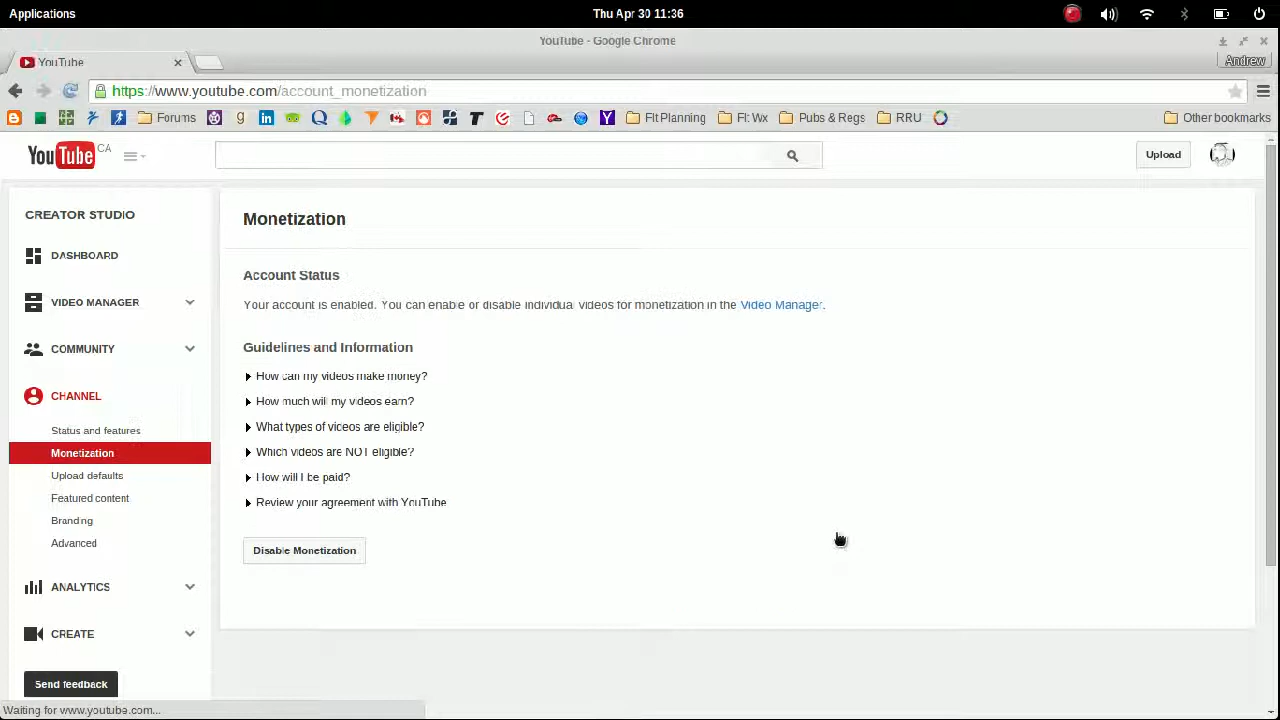 Applications
Thu Apr 30 11:36
YouTube - Google Chrome
YouTube
Andrew
https://www.youtube.com/account_monetization
Forums
Flt Planning
Flt Wx
Pubs & Regs
RRU
Other bookmarks
YouTube CA
Upload
CREATOR STUDIO
DASHBOARD
VIDEO MANAGER
COMMUNITY
CHANNEL
Status and features
Monetization
Upload defaults
Featured content
Branding
Advanced
ANALYTICS
CREATE
Send feedback
Monetization
Account Status
Your account is enabled. You can enable or disable individual videos for monetization in the Video Manager.
Guidelines and Information
How can my videos make money?
How much will my videos earn?
What types of videos are eligible?
Which videos are NOT eligible?
How will I be paid?
Review your agreement with YouTube
Disable Monetization
Waiting for www.youtube.com...